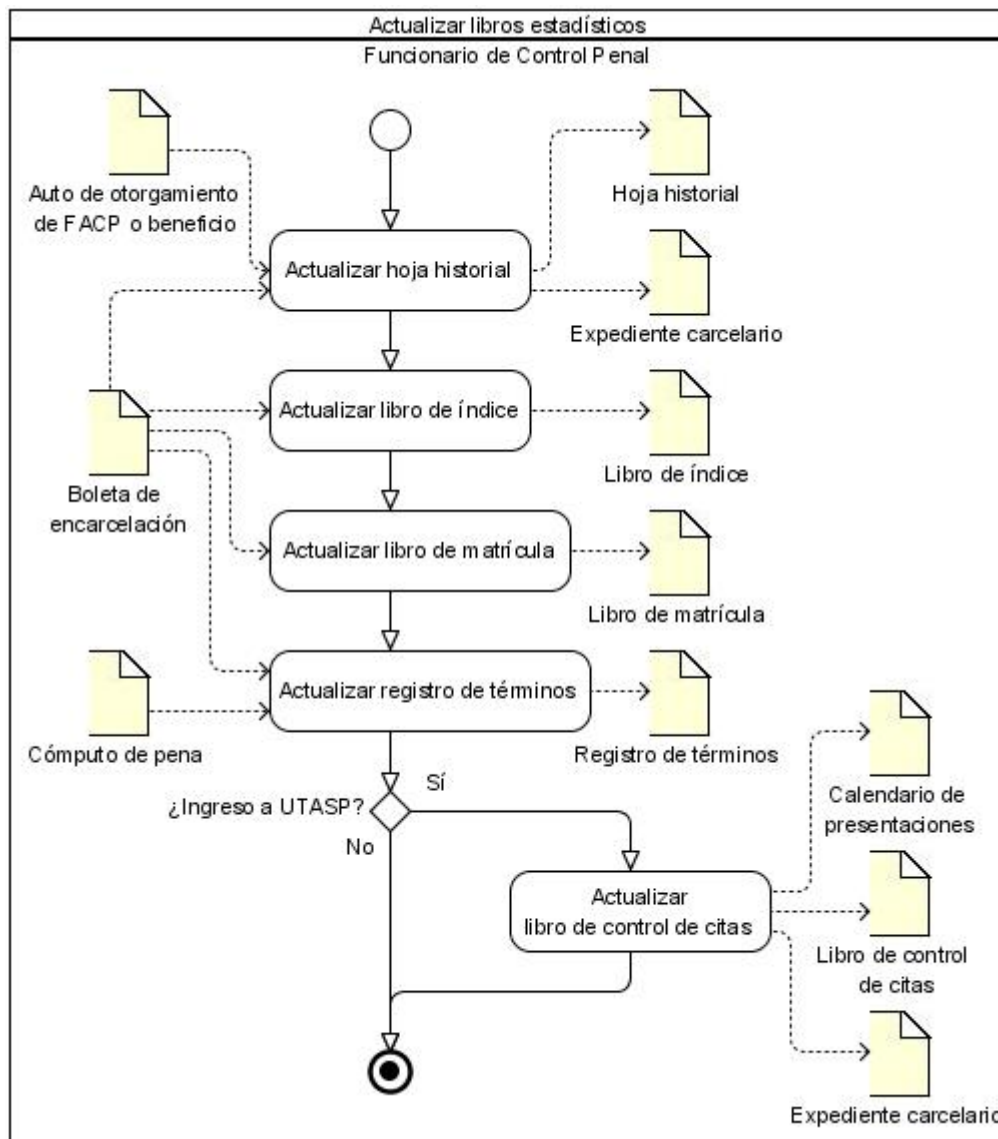 Actualizar libros estadísticos
Funcionario de Control Penal
Auto de otorgamiento
de FACP o beneficio
Hoja historial
Actualizar hoja historial
Expediente carcelario
Actualizar libro de índice
Libro de índice
Boleta de
encarcelación
Actualizar libro de matrícula
Libro de matrícula
Actualizar registro de términos
Cómputo de pena
Registro de términos
¿Ingreso a UTASP?
Sí
No
Calendario de
presentaciones
Actualizar
libro de control de citas
Libro de control
de citas
Expediente carcelario